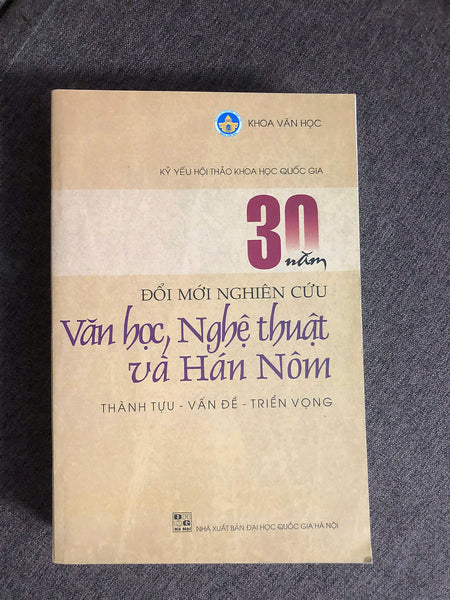 KHOA VĂN HỌC
KỶ YẾU HỘI THẢO KHOA HỌC QUỐC GIA
30
năm
ĐỔI MỚI NGHIÊN CỨU
Văn học, Nghệ thuật
và Hán Nôm
THÀNH TỰU - VẤN ĐỀ - TRIỂN VỌNG
NHÀ XUẤT BẢN ĐẠI HỌC QUỐC GIA HÀ NỘI